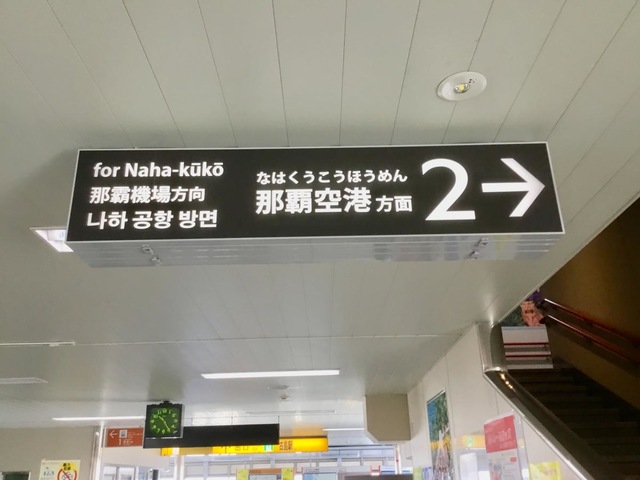 for Naha-kūkō
那霸機場方向
나하 공항 방면
なはくうこうほうめん
那覇空港方面
2→